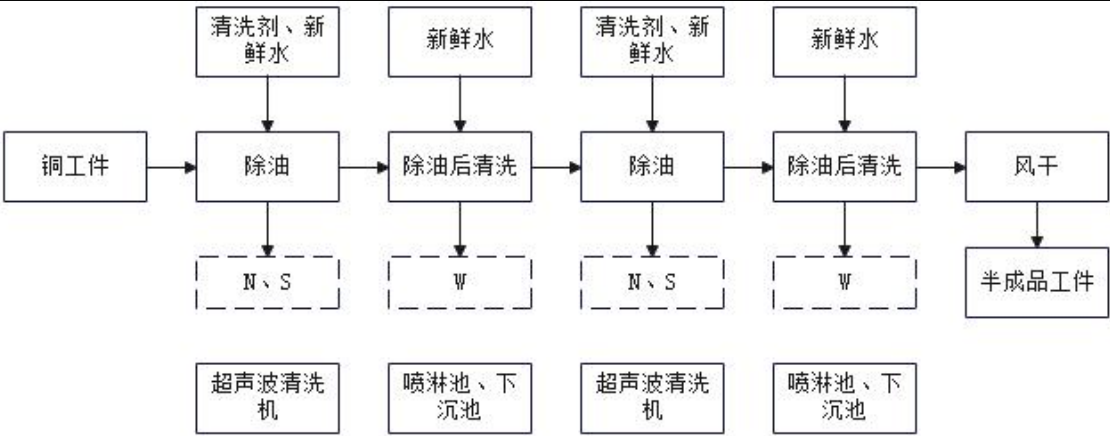 清洗剂、新
鲜水
新鲜水
清洗剂、新
鲜水
新鲜水
铜工件
除油
除油后清洗
除油
除油后清洗
风干
N、S
W
N、S
W
半成品工件
超声波清洗
机
喷淋池、下
沉池
超声波清洗
机
喷淋池、下
沉池